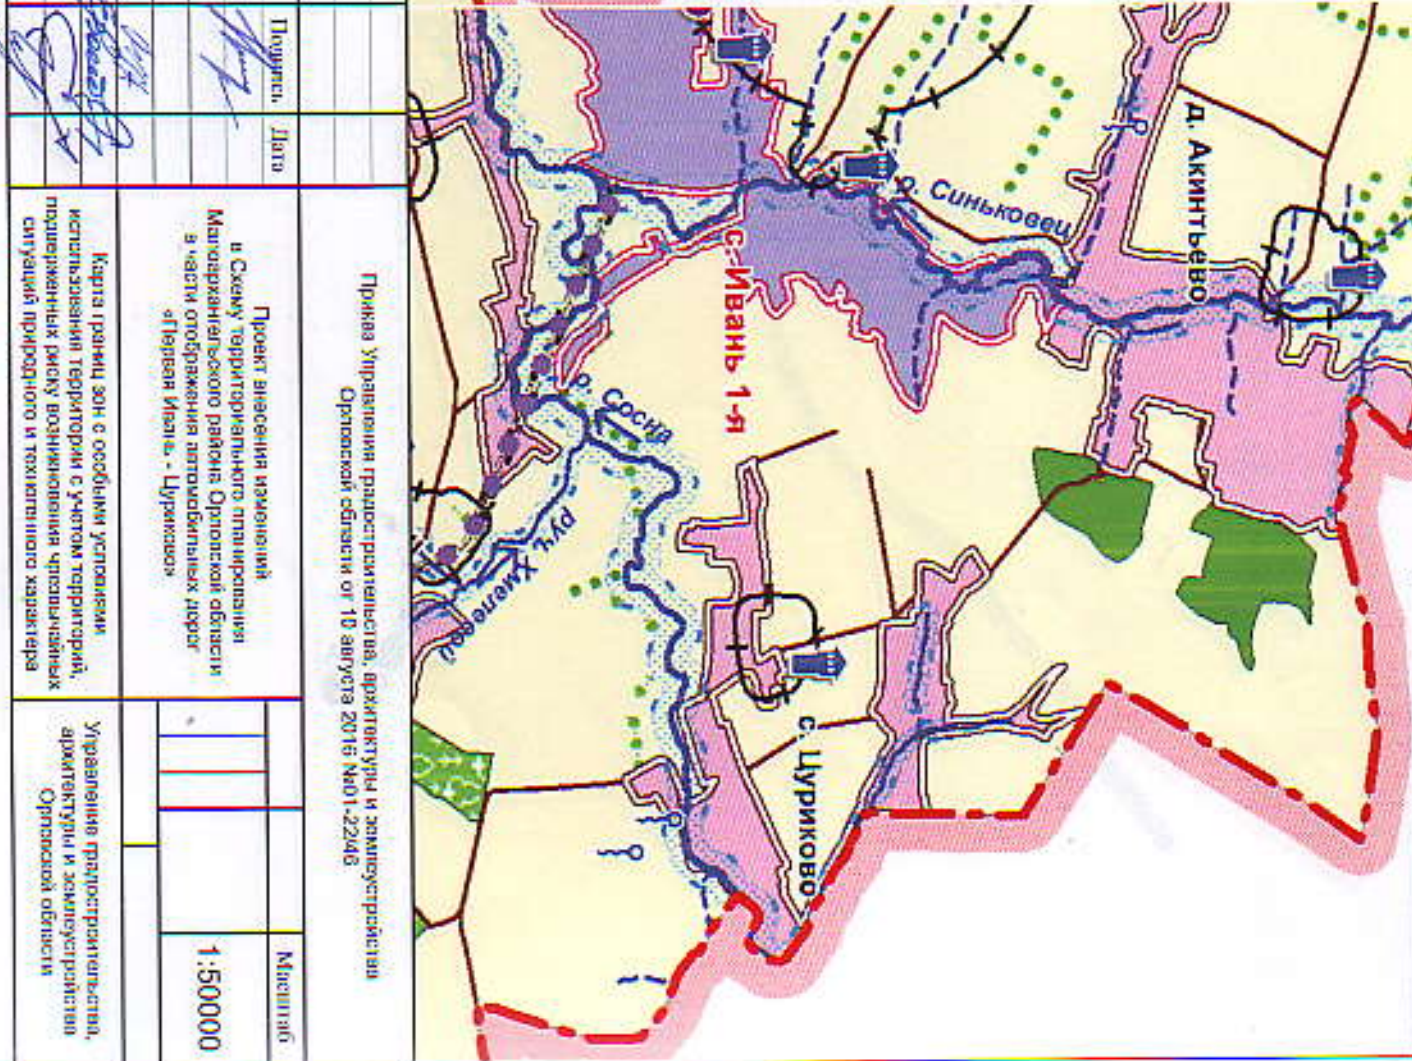 д. Акинтьево
р. Синьковец
с. Ивань 1-я
р. Сосна
руч. Хмелевой
с. Цуриково
Приказ Управления градостроительства, архитектуры и землеустройства
Орловской области от 10 августа 2016 №01-22/46
Подпись
Дата
Проект внесения изменений
в Схему территориального планирования
Малоархангельского района Орловской области
в части отображения автомобильных дорог
«Первая Ивань - Цуриково»
Масштаб
1:50000
Карта границ зон с особыми условиями
использования территории с учетом территорий,
подверженных риску возникновения чрезвычайных
ситуаций природного и техногенного характера
Управление градостроительства,
архитектуры и землеустройства
Орловской области